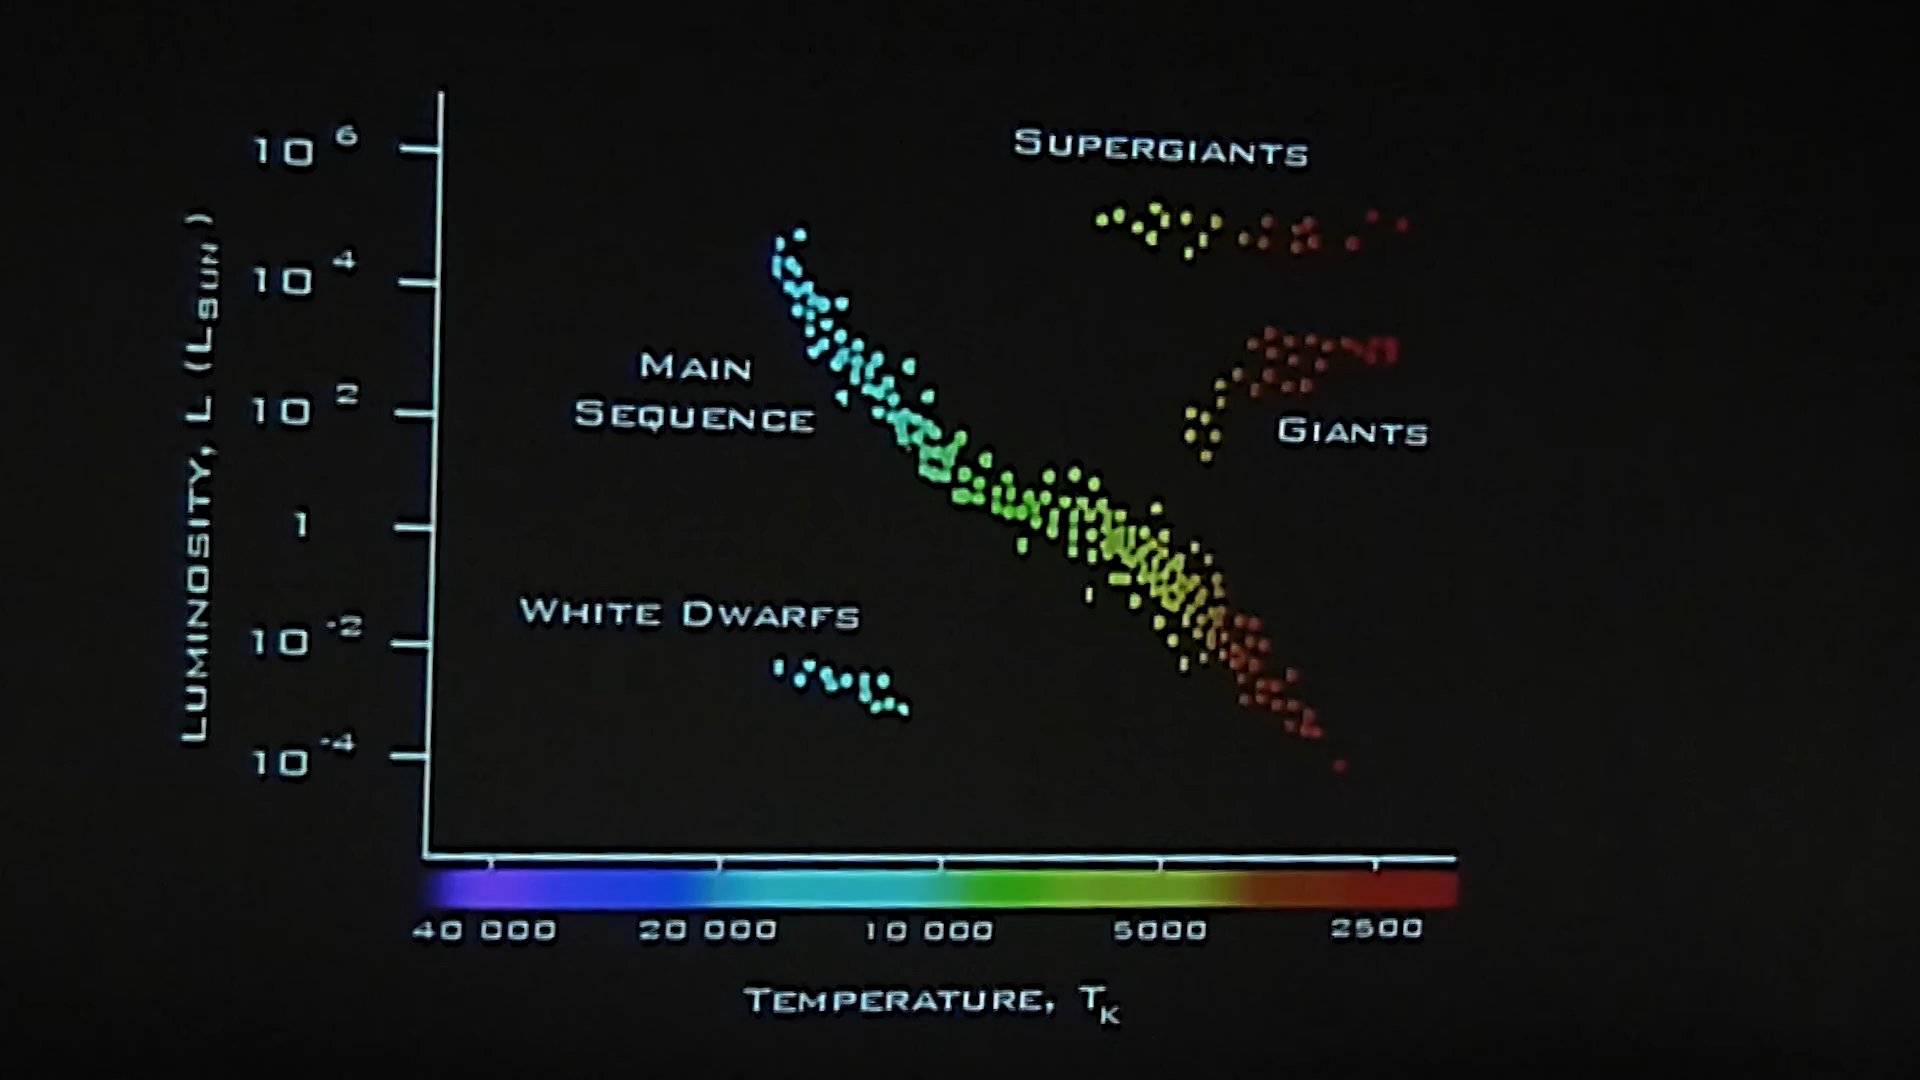 SUPERGIANTS
10 6
10 4
10 2
1
10 -2
10 -4
LUMINOSITY, L (LSUN)
MAIN
SEQUENCE
GIANTS
WHITE DWARFS
40 000 20 000 10 000 5000 2500
TEMPERATURE, TK